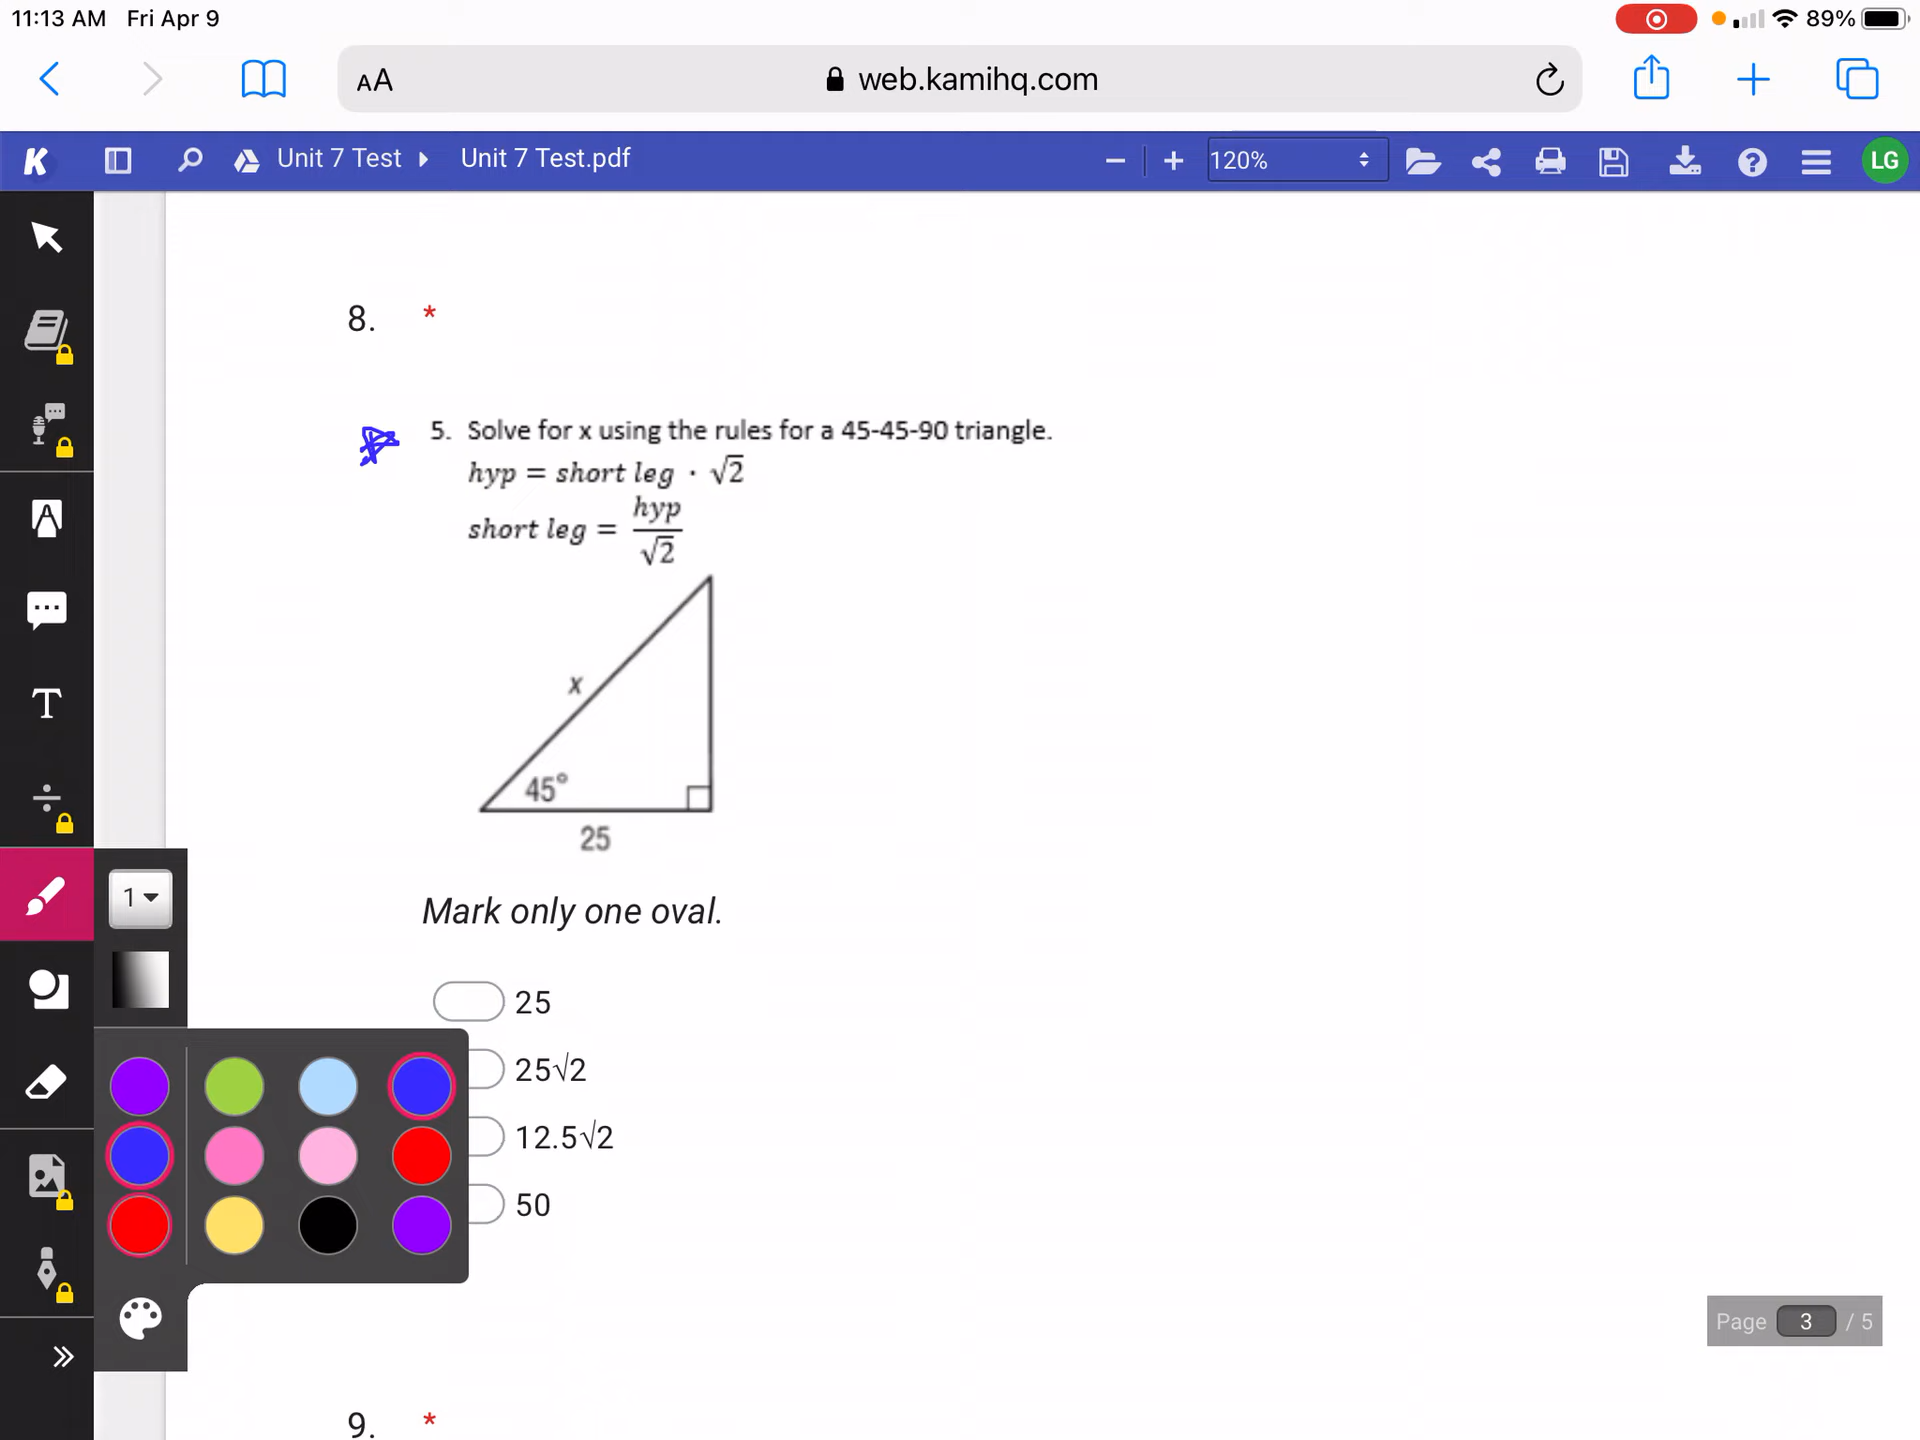 11:13 AM Fri Apr 9
89%
AA web.kamihq.com
K Unit 7 Test Unit 7 Test.pdf 120% LG
8. *
5. Solve for x using the rules for a 45-45-90 triangle.
hyp = short leg · √2
short leg = hyp
√2
x
45°
25
Mark only one oval.
1
25
25√2
12.5√2
50
Page 3 / 5
9. *